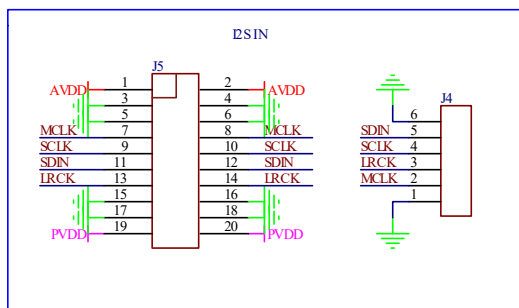 I2S IN
J5
AVDD 1 2 AVDD
3 4
5 6
MCLK 7 8 MCLK
SCLK 9 10 SCLK
SDIN 11 12 SDIN
LRCK 13 14 LRCK
15 16
17 18
PVDD 19 20 PVDD
J4
6
SDIN 5
SCLK 4
LRCK 3
MCLK 2
1